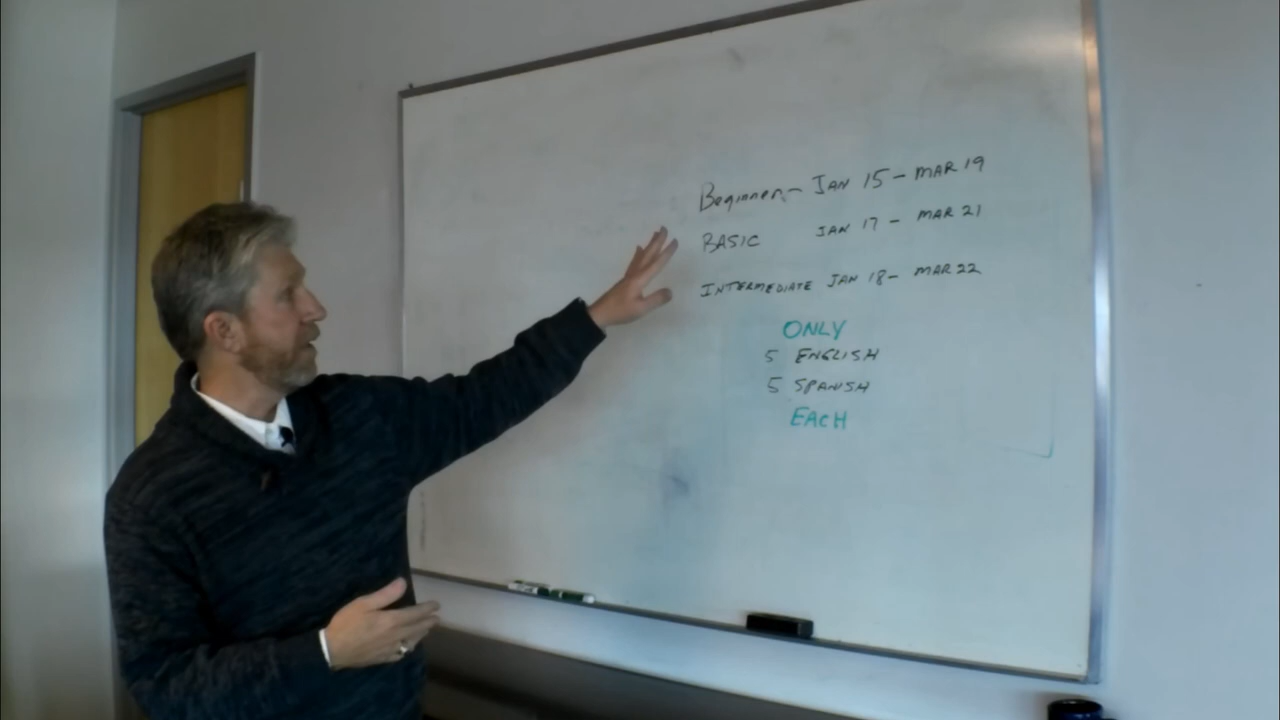 Beginner - JAN 15 - MAR 19
BASIC JAN 17 - MAR 21
INTERMEDIATE JAN 18 - MAR 22
ONLY
5 ENGLISH
5 SPANISH
EACH